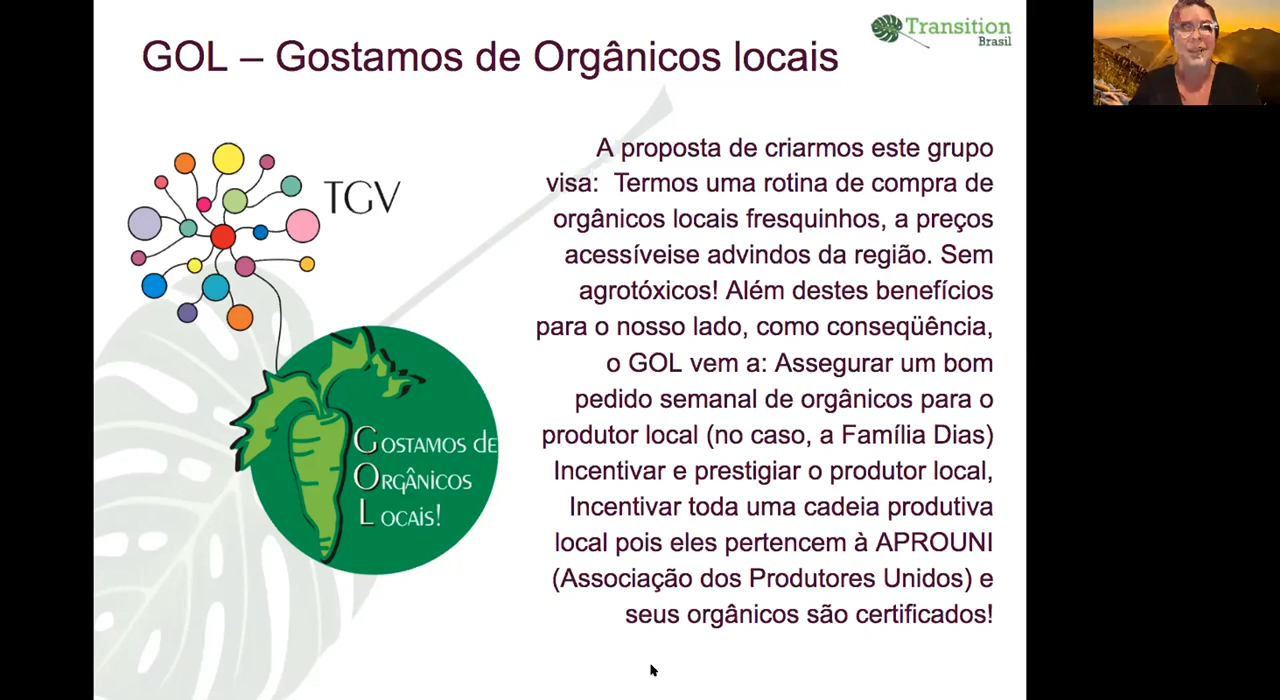 GOL – Gostamos de Orgânicos locais
Transition
Brasil
TGV
GOSTAMOS dE
ORGÂNICOS
LOCAiS!
A proposta de criarmos este grupo
visa:  Termos uma rotina de compra de
orgânicos locais fresquinhos, a preços
acessíveise advindos da região. Sem
agrotóxicos! Além destes benefícios
para o nosso lado, como conseqüência,
o GOL vem a: Assegurar um bom
pedido semanal de orgânicos para o
produtor local (no caso, a Família Dias)
Incentivar e prestigiar o produtor local,
Incentivar toda uma cadeia produtiva
local pois eles pertencem à APROUNI
(Associação dos Produtores Unidos) e
seus orgânicos são certificados!